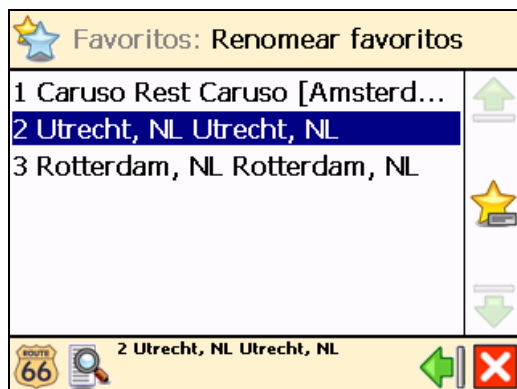 Favoritos: Renomear favoritos
1 Caruso Rest Caruso [Amsterd...
2 Utrecht, NL Utrecht, NL
3 Rotterdam, NL Rotterdam, NL
ROUTE
66
2 Utrecht, NL Utrecht, NL